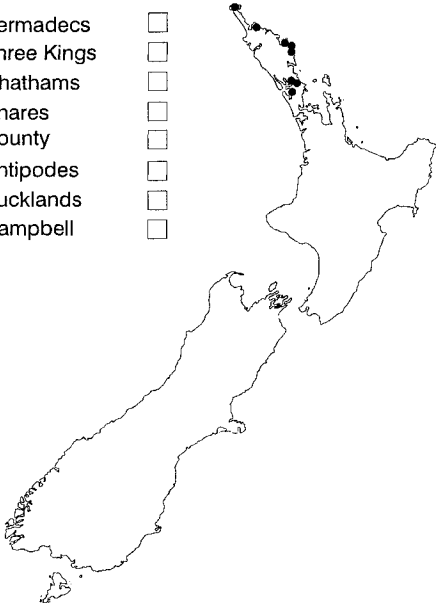 ermadecs
hree Kings
hathams
nares
ounty
ntipodes
ucklands
ampbell